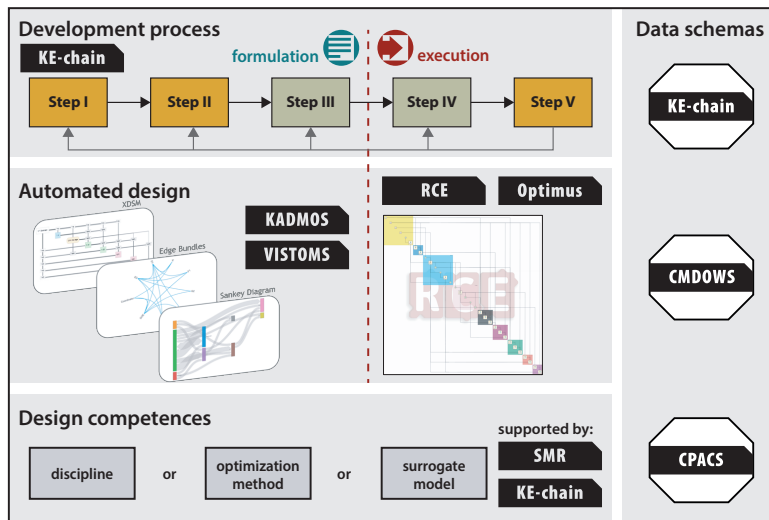 Development process
KE-chain
formulation
execution
Step I
Step II
Step III
Step IV
Step V
Automated design
XDSM
Edge Bundles
Sankey Diagram
KADMOS
VISTOMS
RCE
Optimus
RCE
Design competences
discipline
or
optimization
method
or
surrogate
model
supported by:
SMR
KE-chain
Data schemas
KE-chain
CMDOWS
CPACS